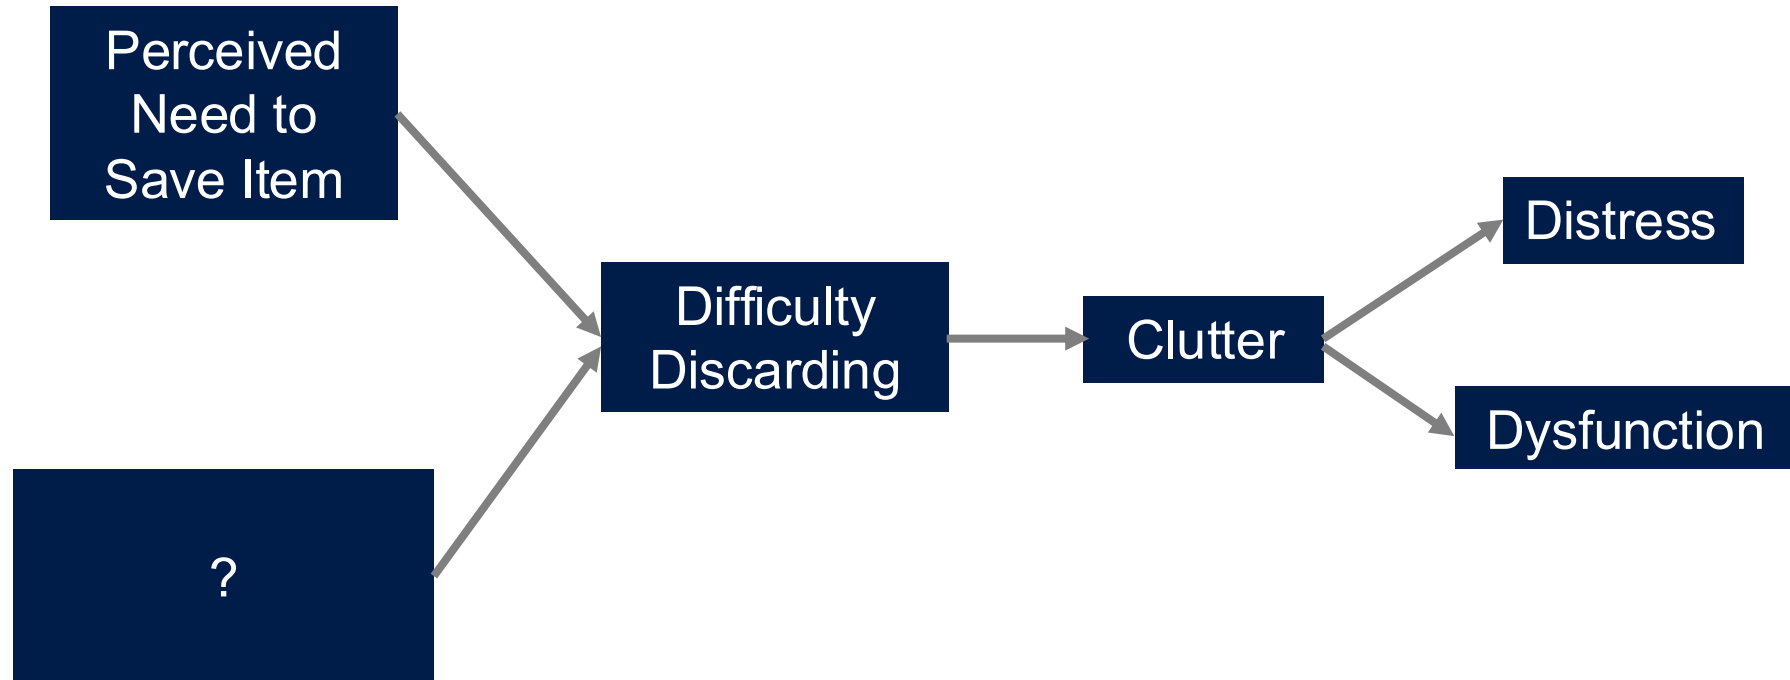 Perceived
Need to
Save Item
Difficulty
Discarding
Clutter
Distress
Dysfunction
?